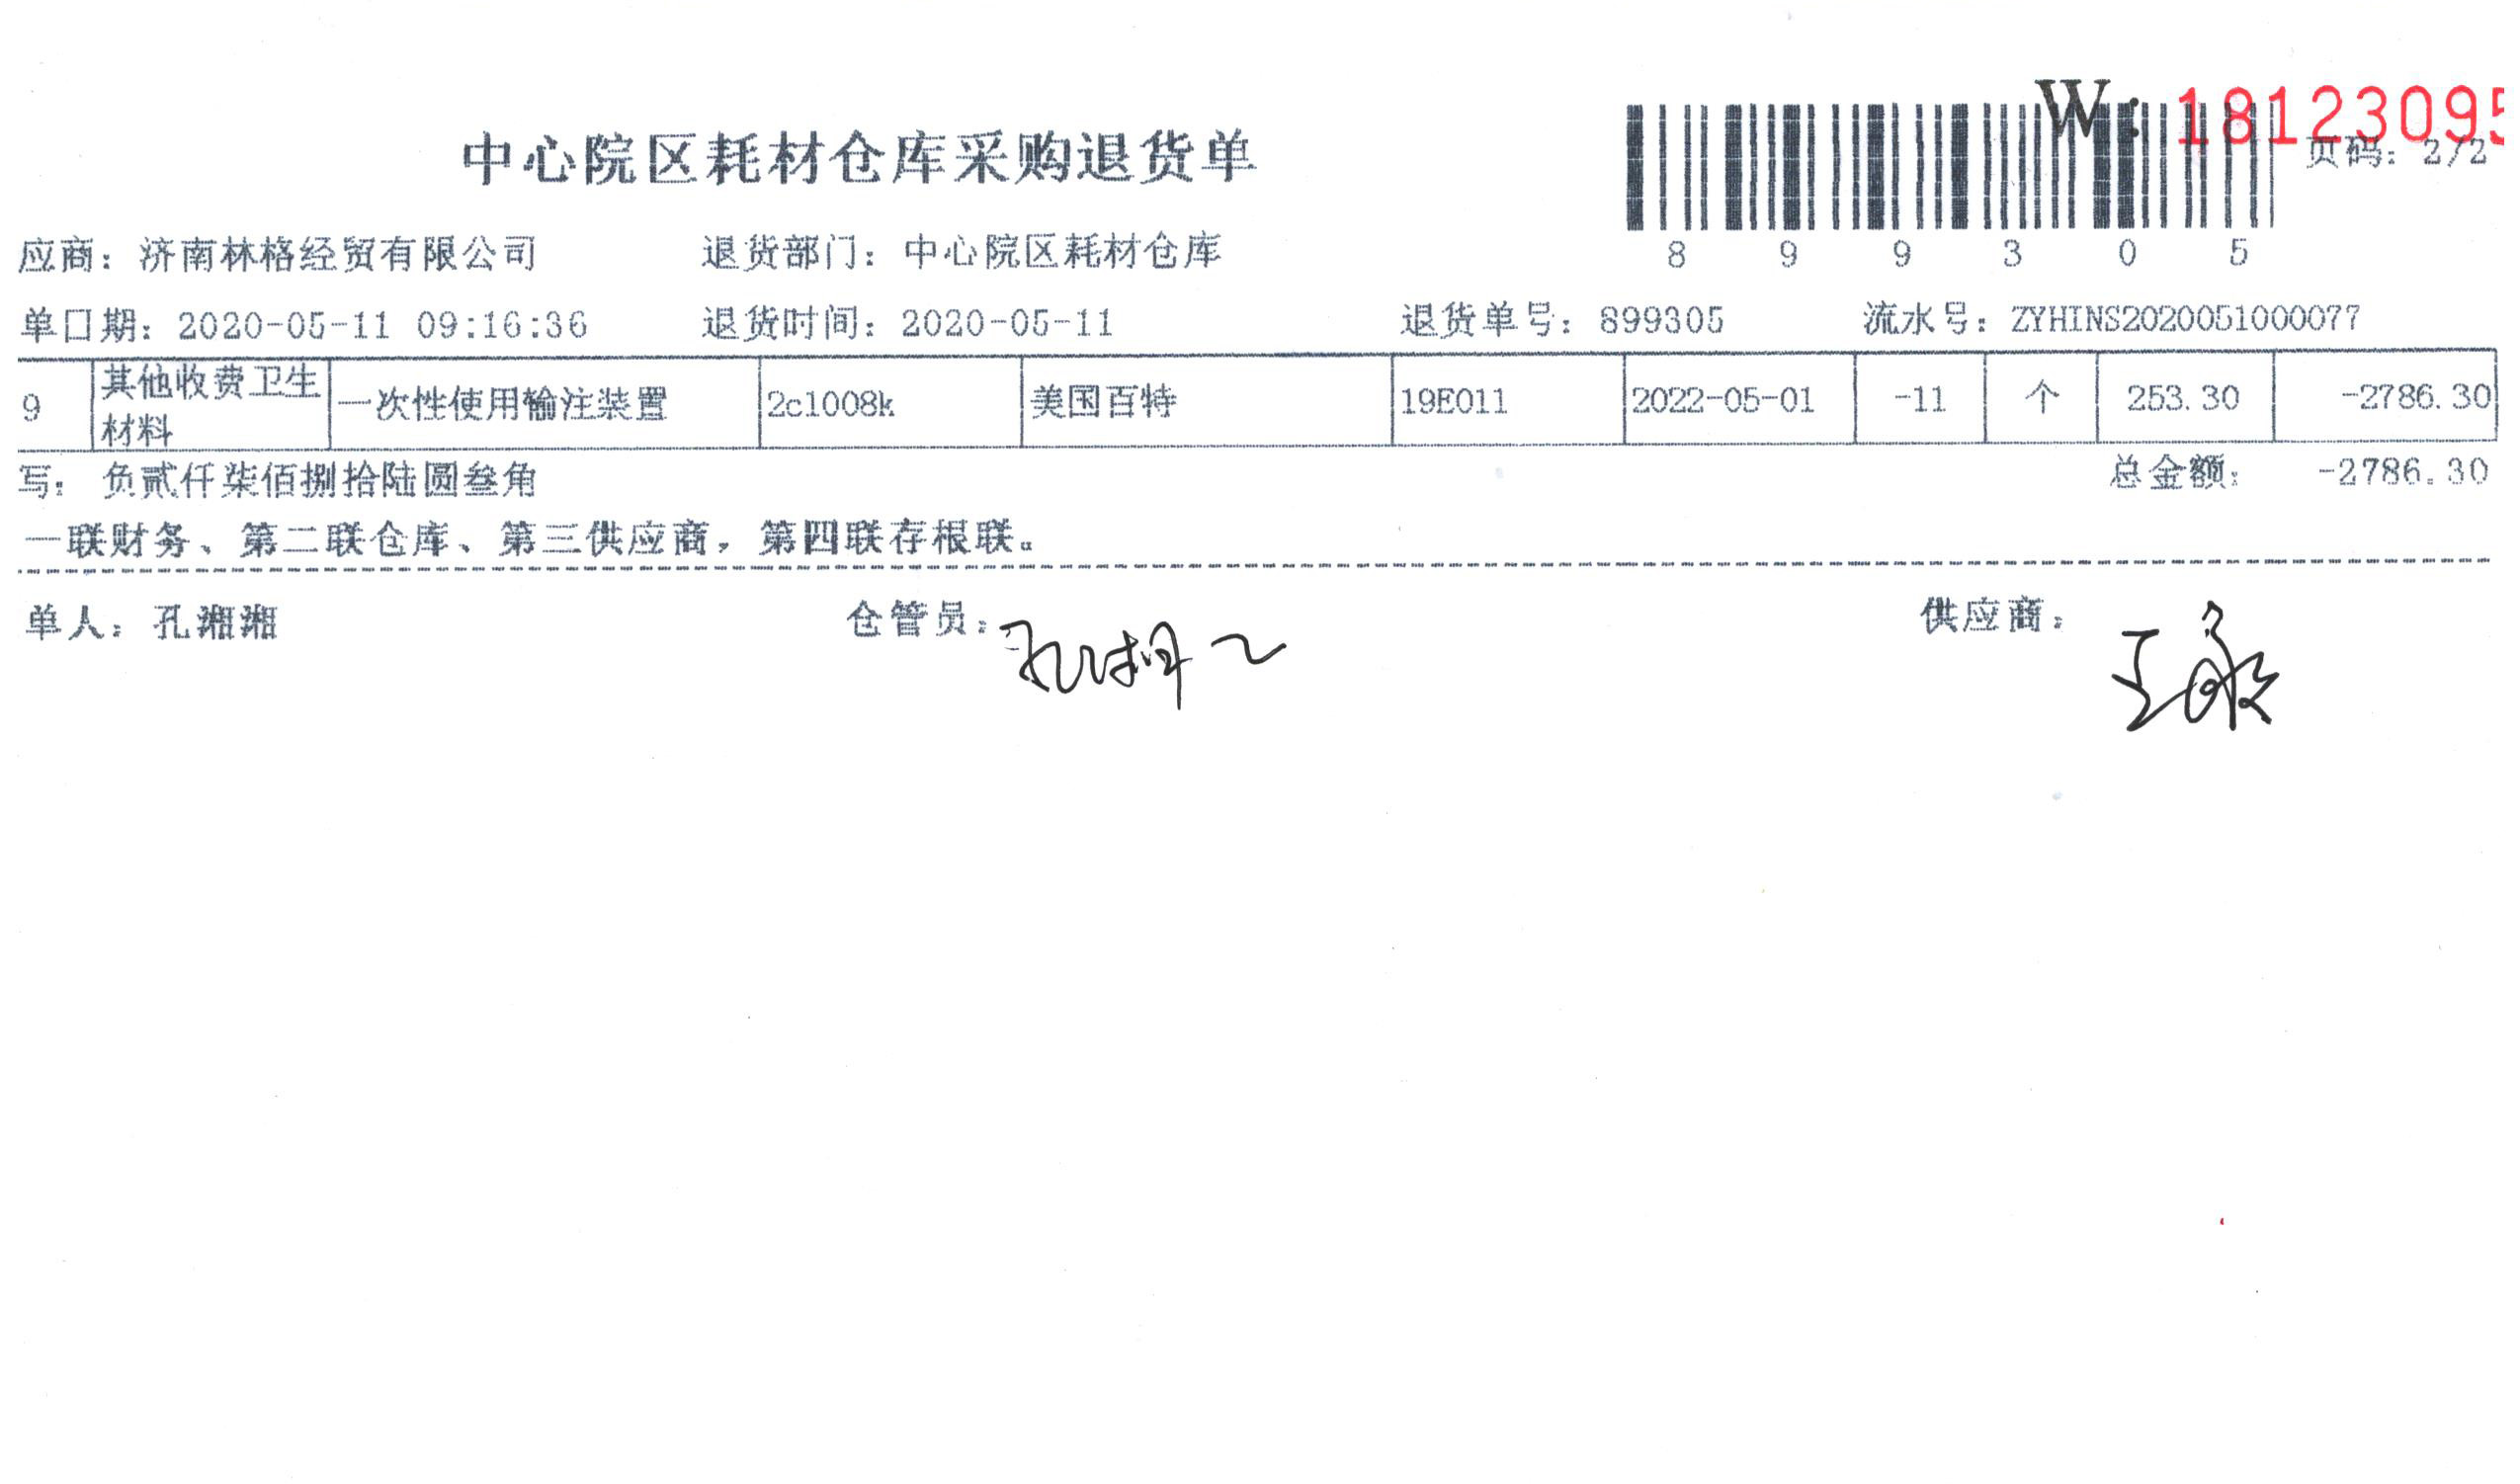 W: 18123095
中心院区耗材仓库采购退货单
页码: 2/2
899305
应商: 济南林格经贸有限公司 退货部门: 中心院区耗材仓库
单日期: 2020-05-11 09:16:36 退货时间: 2020-05-11 退货单号: 899305 流水号: ZYHINS2020051000077
9 其他收费卫生材料 一次性使用输注装置 2c1008k 美国百特 19E011 2022-05-01 -11 个 253.30 -2786.30
写: 负贰仟柒佰捌拾陆圆叁角 总金额: -2786.30
一联财务、第二联仓库、第三供应商，第四联存根联。
单人: 孔湘湘 仓管员: 孔湘 供应商: 王